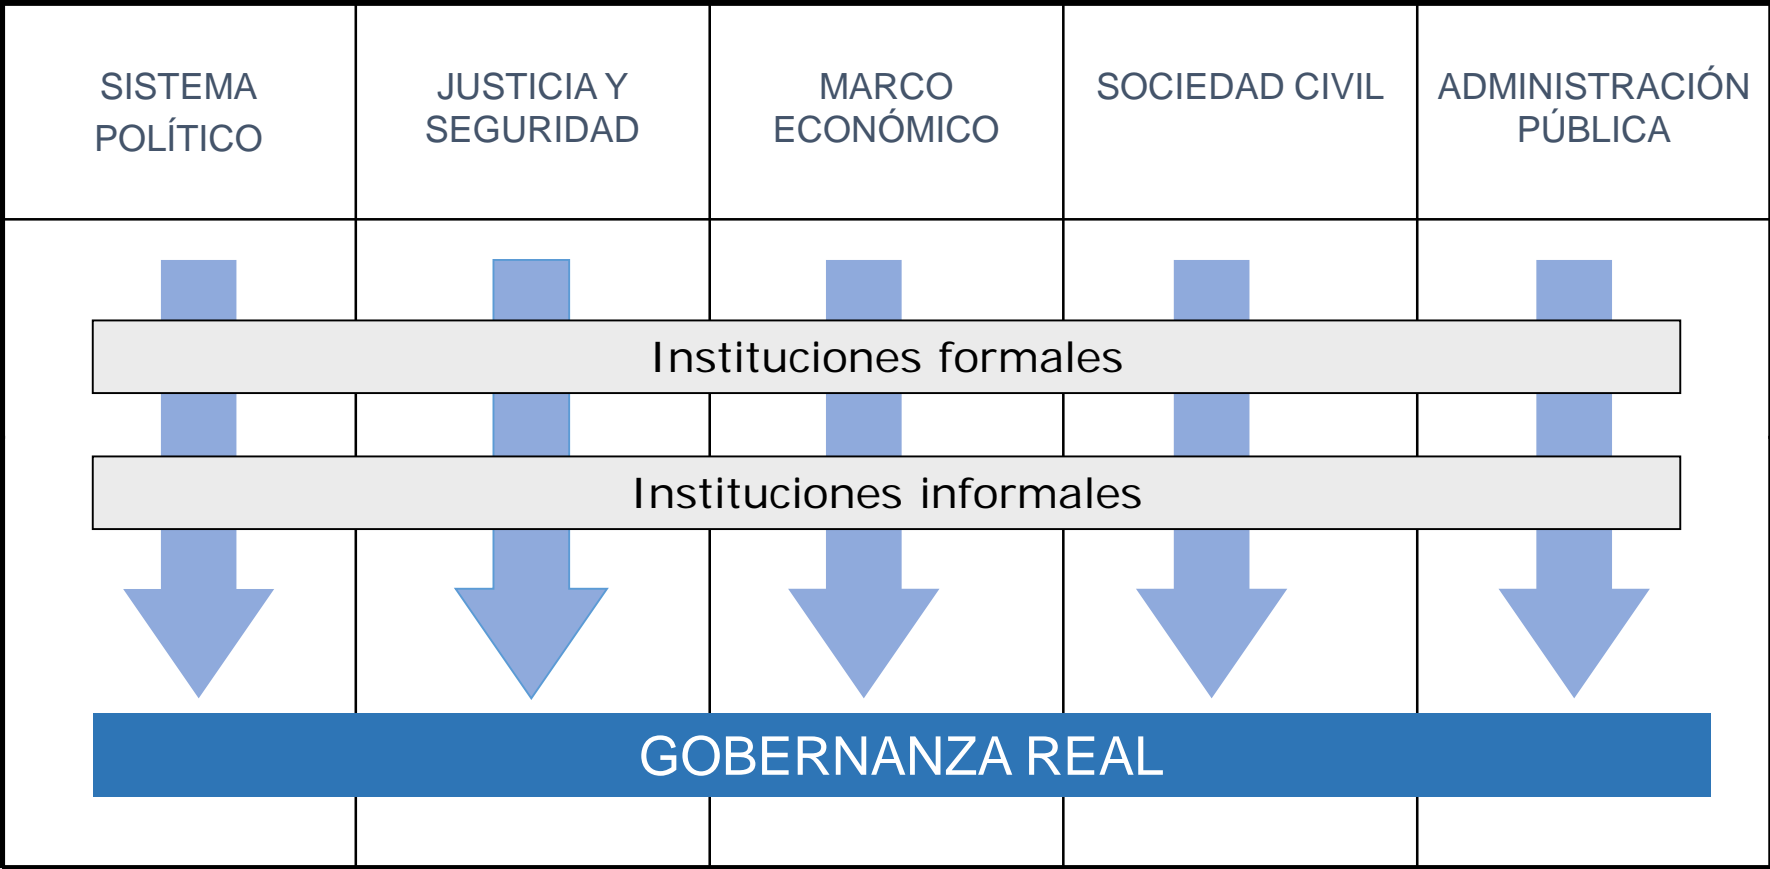 SISTEMA
POLÍTICO
JUSTICIA Y
SEGURIDAD
MARCO
ECONÓMICO
SOCIEDAD CIVIL
ADMINISTRACIÓN
PÚBLICA
Instituciones formales
Instituciones informales
GOBERNANZA REAL